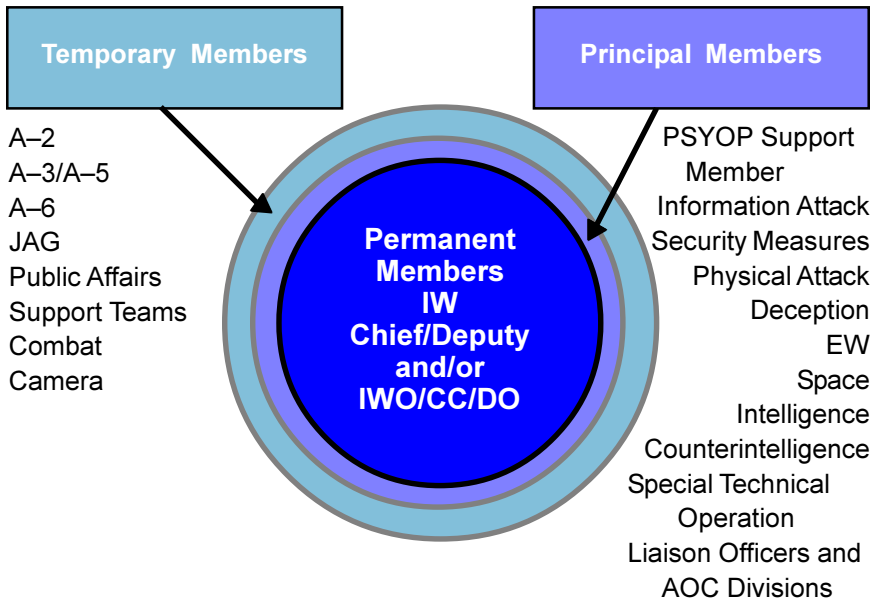 Temporary Members
A–2
A–3/A–5
A–6
JAG
Public Affairs
Support Teams
Combat
Camera
Permanent
Members
IW
Chief/Deputy
and/or
IWO/CC/DO
Principal Members
PSYOP Support
Member
Information Attack
Security Measures
Physical Attack
Deception
EW
Space
Intelligence
Counterintelligence
Special Technical
Operation
Liaison Officers and
AOC Divisions